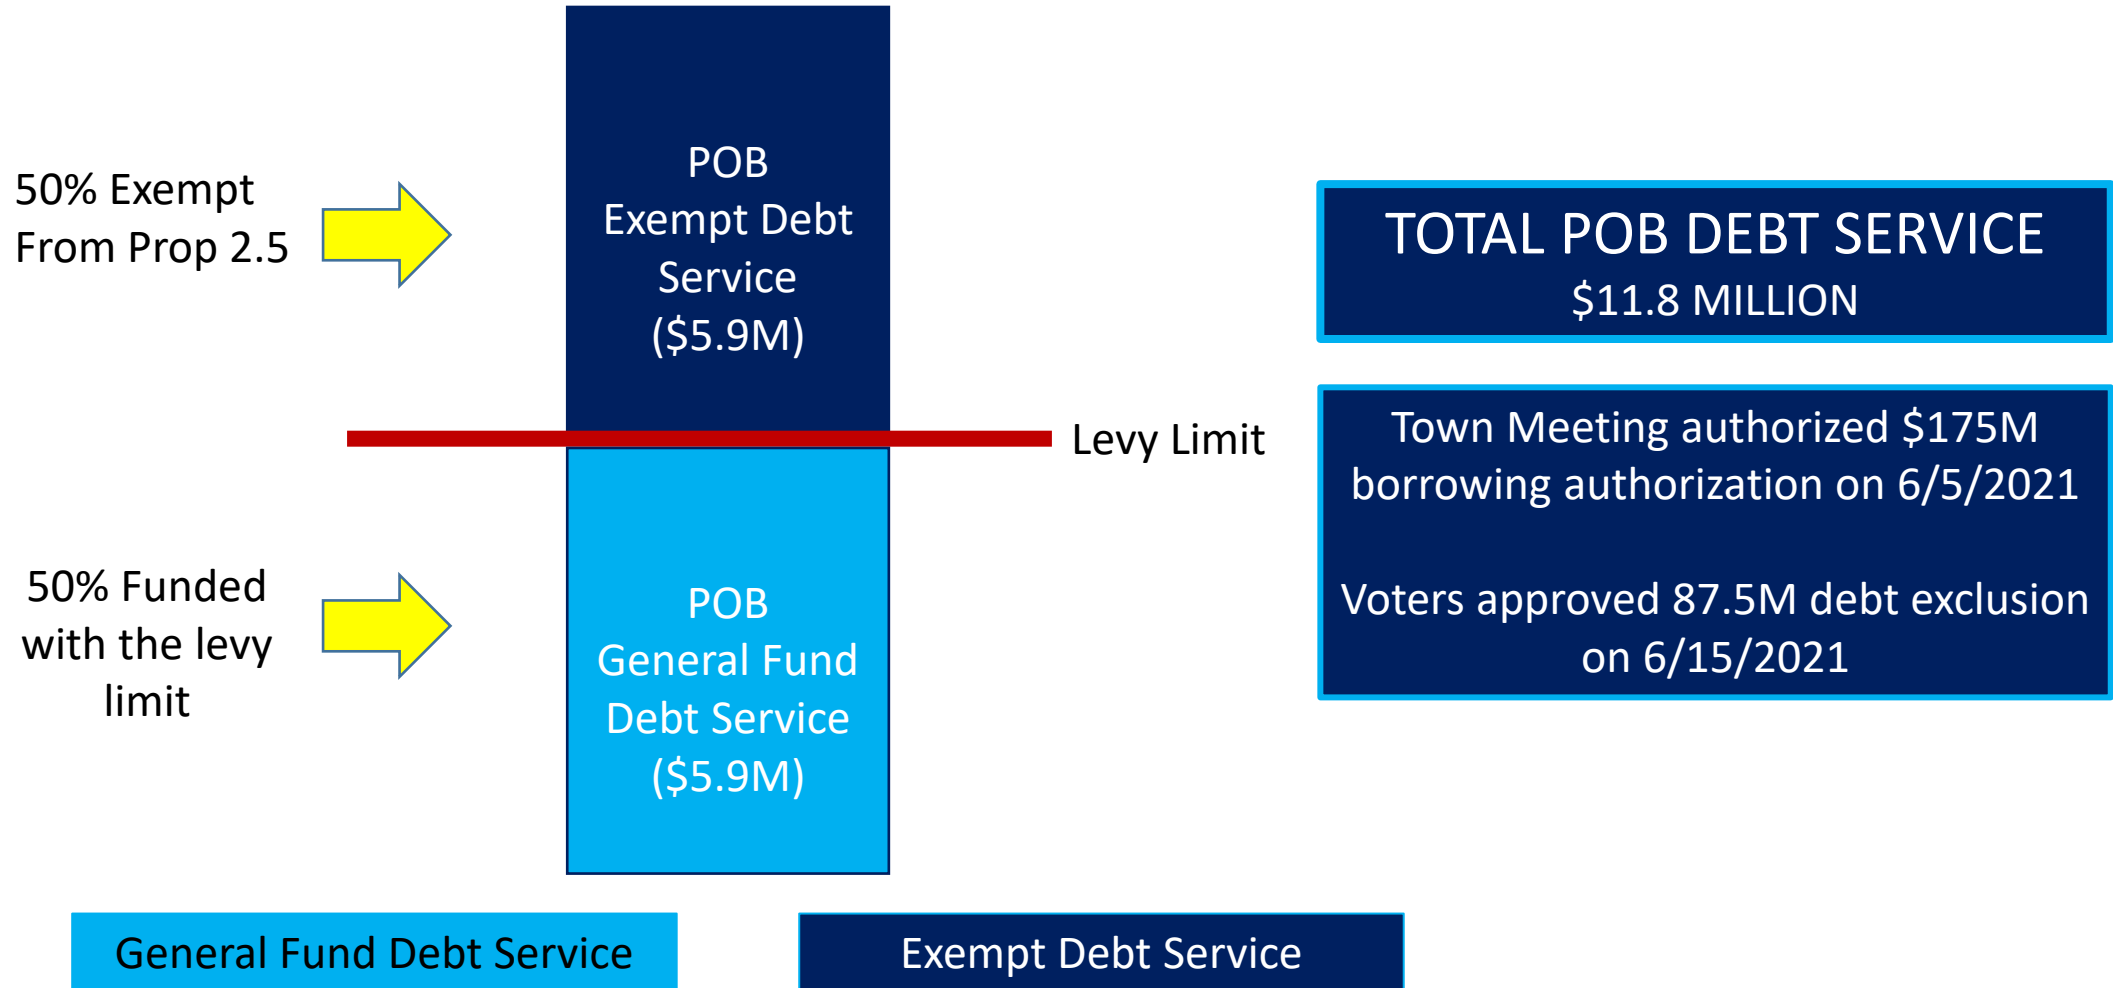 50% Exempt
From Prop 2.5
POB
Exempt Debt
Service
($5.9M)
Levy Limit
50% Funded
with the levy
limit
POB
General Fund
Debt Service
($5.9M)
TOTAL POB DEBT SERVICE
$11.8 MILLION
Town Meeting authorized $175M
borrowing authorization on 6/5/2021
Voters approved 87.5M debt exclusion
on 6/15/2021
General Fund Debt Service
Exempt Debt Service